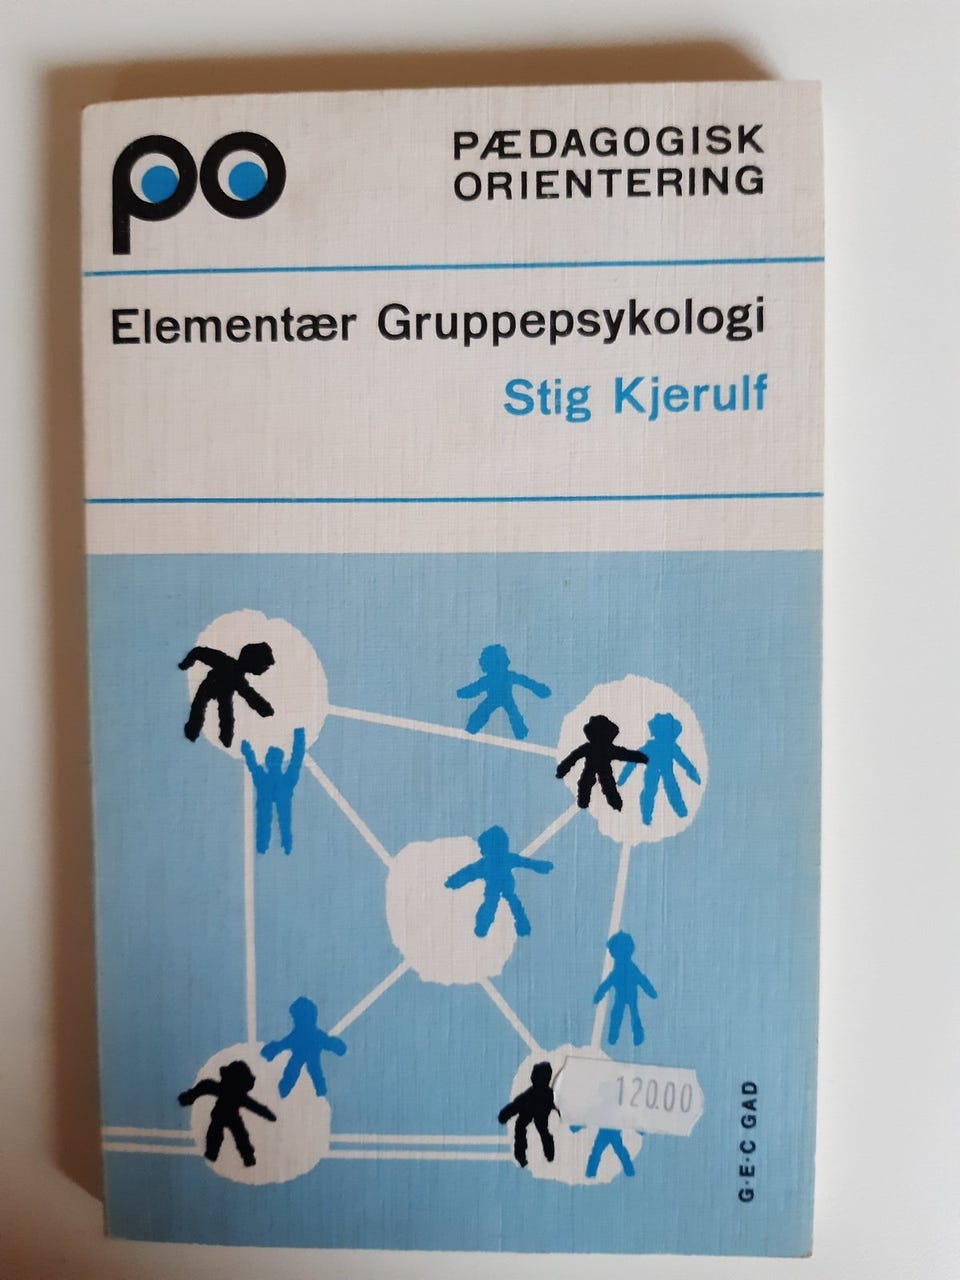 po
PÆDAGOGISK
ORIENTERING
Elementær Gruppepsykologi
Stig Kjerulf
120.00
G·E·C GAD